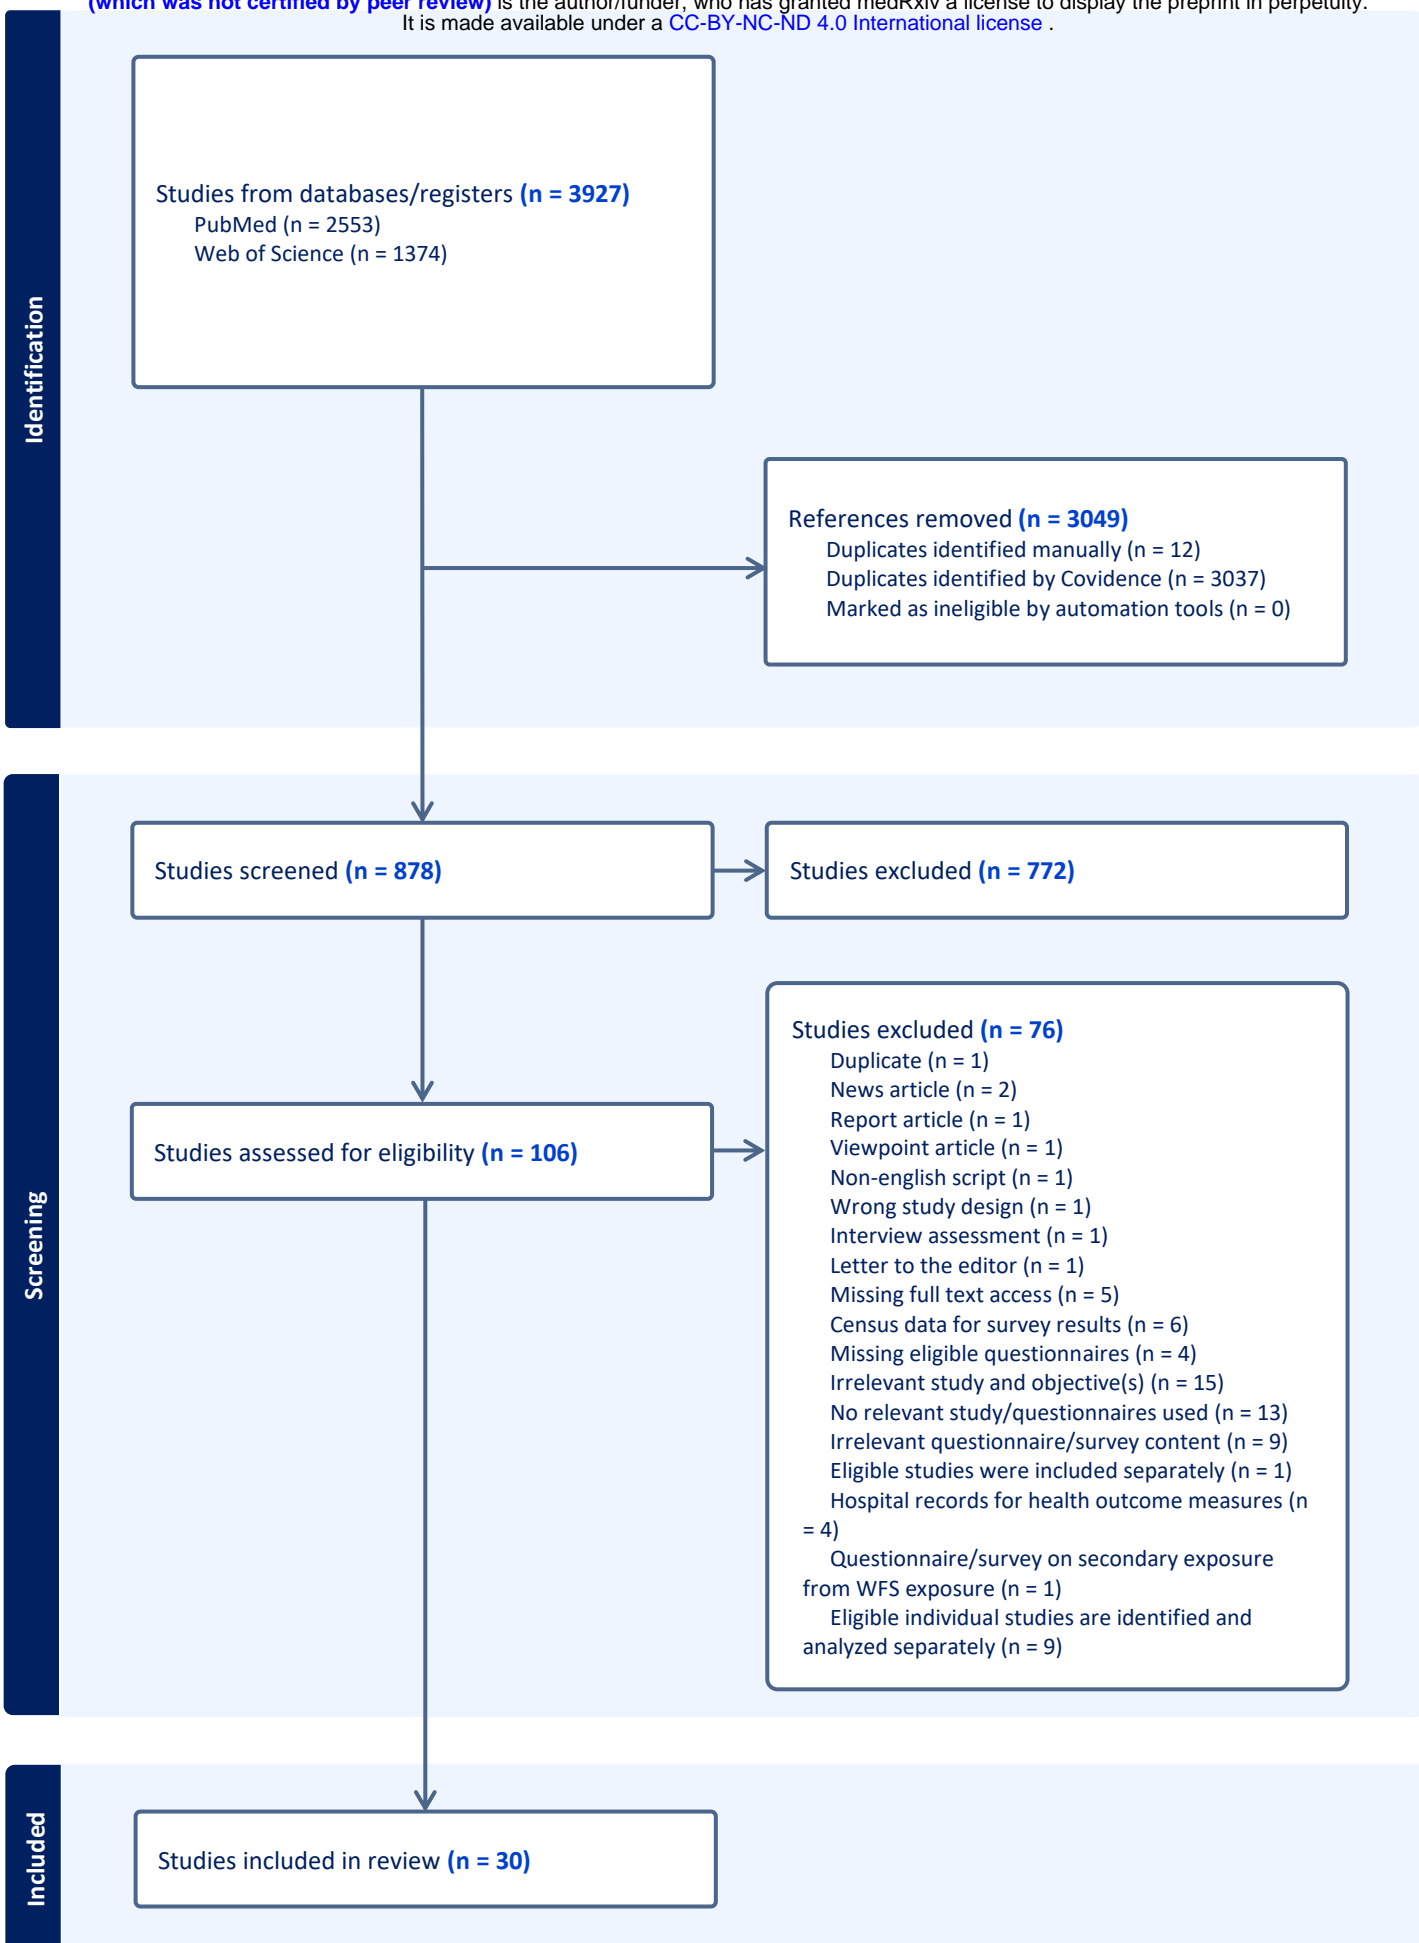 (which was not certified by peer review) is the author/funder, who has granted medRxiv a license to display the preprint in perpetuity.
It is made available under a CC-BY-NC-ND 4.0 International license .
Identification
Studies from databases/registers (n = 3927)
PubMed (n = 2553)
Web of Science (n = 1374)
References removed (n = 3049)
Duplicates identified manually (n = 12)
Duplicates identified by Covidence (n = 3037)
Marked as ineligible by automation tools (n = 0)
Screening
Studies screened (n = 878)
Studies excluded (n = 772)
Studies assessed for eligibility (n = 106)
Studies excluded (n = 76)
Duplicate (n = 1)
News article (n = 2)
Report article (n = 1)
Viewpoint article (n = 1)
Non-english script (n = 1)
Wrong study design (n = 1)
Interview assessment (n = 1)
Letter to the editor (n = 1)
Missing full text access (n = 5)
Census data for survey results (n = 6)
Missing eligible questionnaires (n = 4)
Irrelevant study and objective(s) (n = 15)
No relevant study/questionnaires used (n = 13)
Irrelevant questionnaire/survey content (n = 9)
Eligible studies were included separately (n = 1)
Hospital records for health outcome measures (n
= 4)
Questionnaire/survey on secondary exposure
from WFS exposure (n = 1)
Eligible individual studies are identified and
analyzed separately (n = 9)
Included
Studies included in review (n = 30)